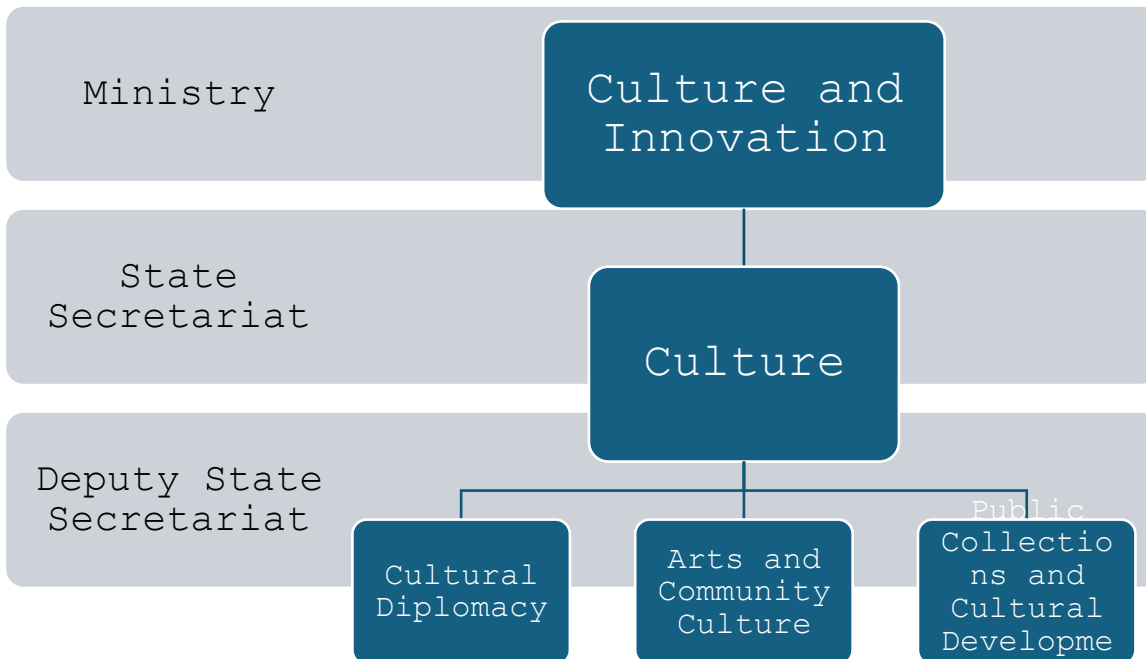 Ministry
Culture and
Innovation
State
Secretariat
Culture
Deputy State
Secretariat
Cultural
Diplomacy
Arts and
Community
Culture
Public
Collectio
ns and
Cultural
Developme